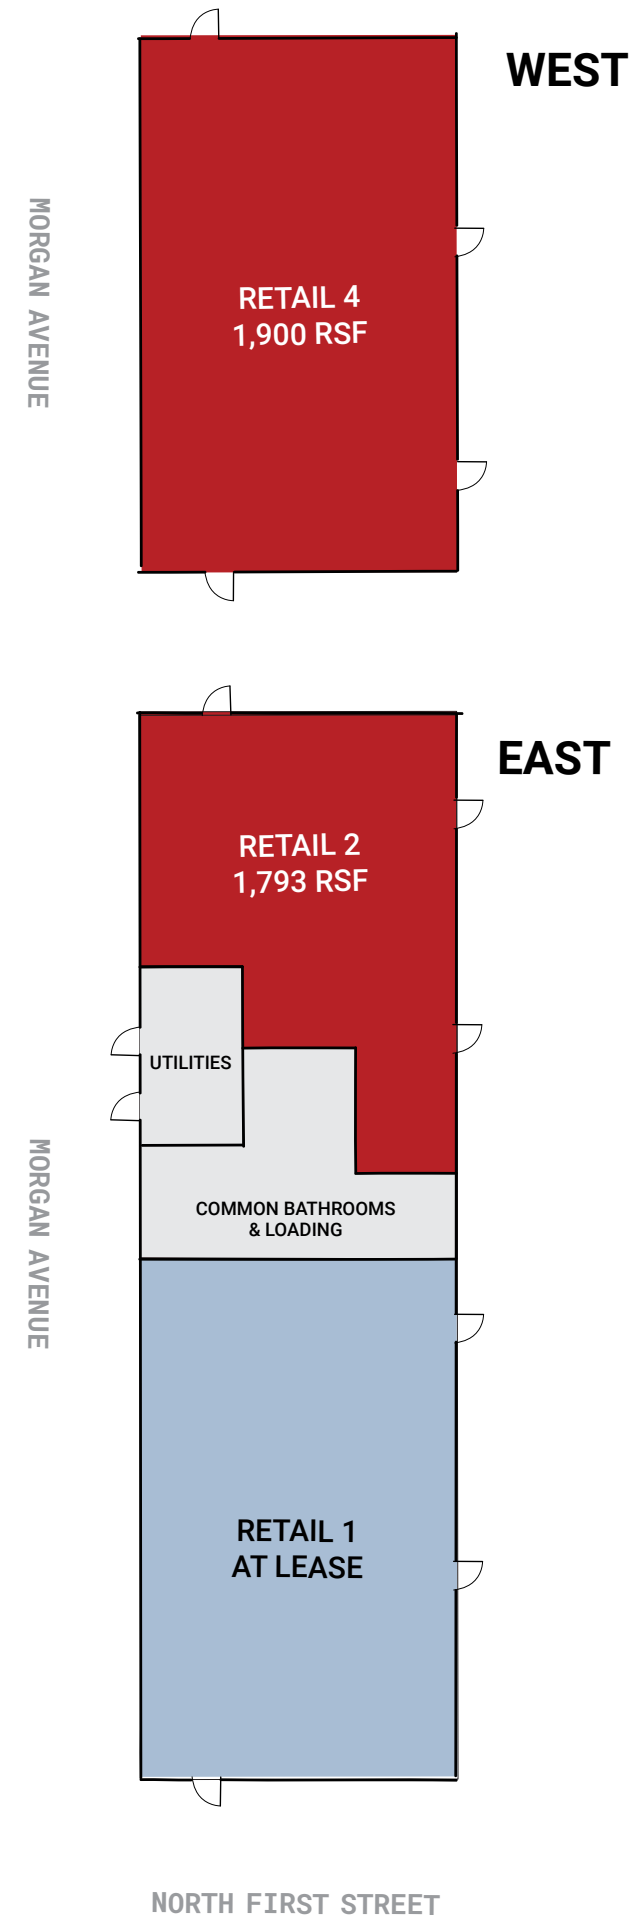 WEST
MORGAN AVENUE
RETAIL 4
1,900 RSF
EAST
RETAIL 2
1,793 RSF
UTILITIES
MORGAN AVENUE
COMMON BATHROOMS
& LOADING
RETAIL 1
AT LEASE
NORTH FIRST STREET